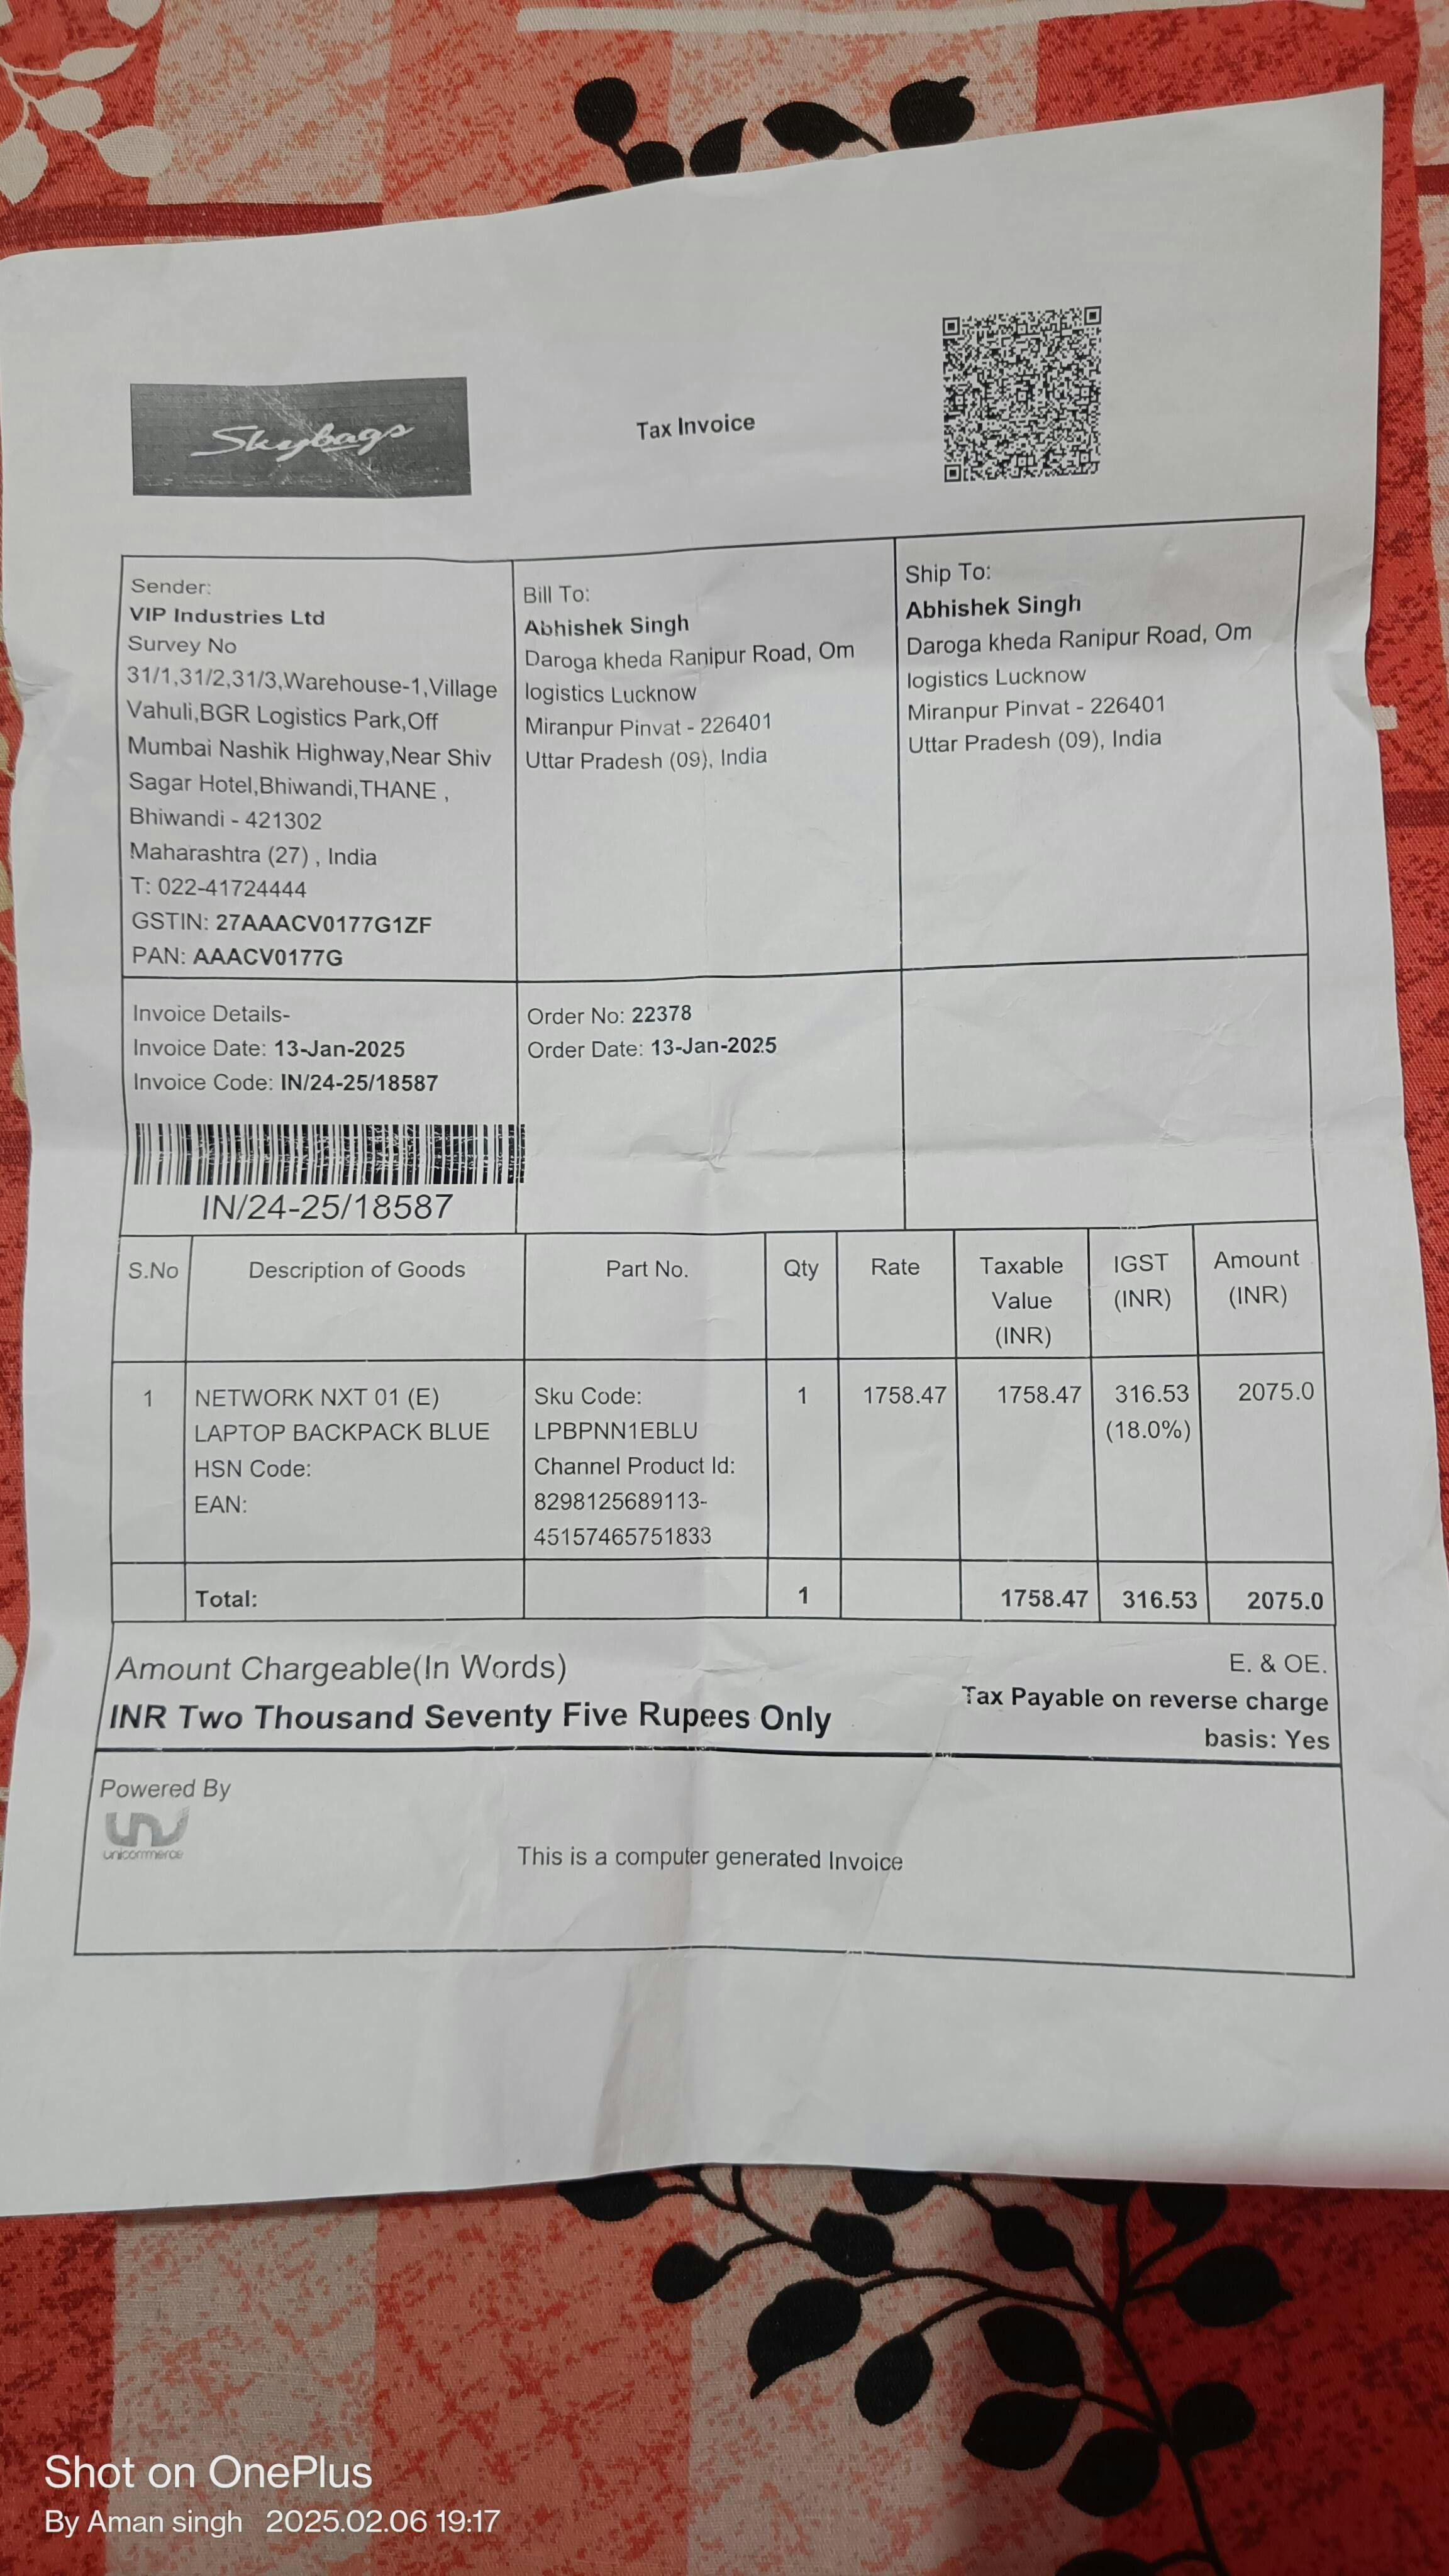 Skybags
Tax Invoice
Sender:
VIP Industries Ltd
Survey No
31/1,31/2,31/3,Warehouse-1,Village
Vahuli,BGR Logistics Park,Off
Mumbai Nashik Highway,Near Shiv
Sagar Hotel,Bhiwandi,THANE ,
Bhiwandi - 421302
Maharashtra (27) , India
T: 022-41724444
GSTIN: 27AAACV0177G1ZF
PAN: AAACV0177G
Bill To:
Abhishek Singh
Daroga kheda Ranipur Road, Om
logistics Lucknow
Miranpur Pinvat - 226401
Uttar Pradesh (09), India
Ship To:
Abhishek Singh
Daroga kheda Ranipur Road, Om
logistics Lucknow
Miranpur Pinvat - 226401
Uttar Pradesh (09), India
Invoice Details-
Invoice Date: 13-Jan-2025
Invoice Code: IN/24-25/18587
IN/24-25/18587
Order No: 22378
Order Date: 13-Jan-2025
S.No Description of Goods Part No. Qty Rate Taxable Value (INR) IGST (INR) Amount (INR)
1 NETWORK NXT 01 (E) Sku Code: 1 1758.47 1758.47 316.53 2075.0
LAPTOP BACKPACK BLUE LPBPNN1EBLU (18.0%)
HSN Code: Channel Product Id:
EAN: 8298125689113-
45157465751833
Total: 1 1758.47 316.53 2075.0
Amount Chargeable(In Words) E. & OE.
INR Two Thousand Seventy Five Rupees Only Tax Payable on reverse charge
basis: Yes
Powered By
unicommerce
This is a computer generated Invoice
Shot on OnePlus
By Aman singh 2025.02.06 19:17